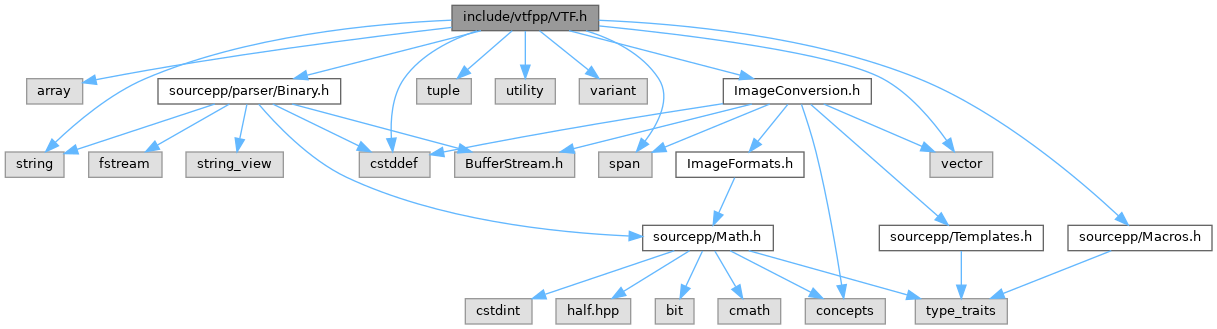 include/vtfpp/VTF.h
array
sourcepp/parser/Binary.h
tuple
utility
variant
ImageConversion.h
string
fstream
string_view
cstddef
BufferStream.h
span
ImageFormats.h
vector
sourcepp/Math.h
sourcepp/Templates.h
sourcepp/Macros.h
cstdint
half.hpp
bit
cmath
concepts
type_traits